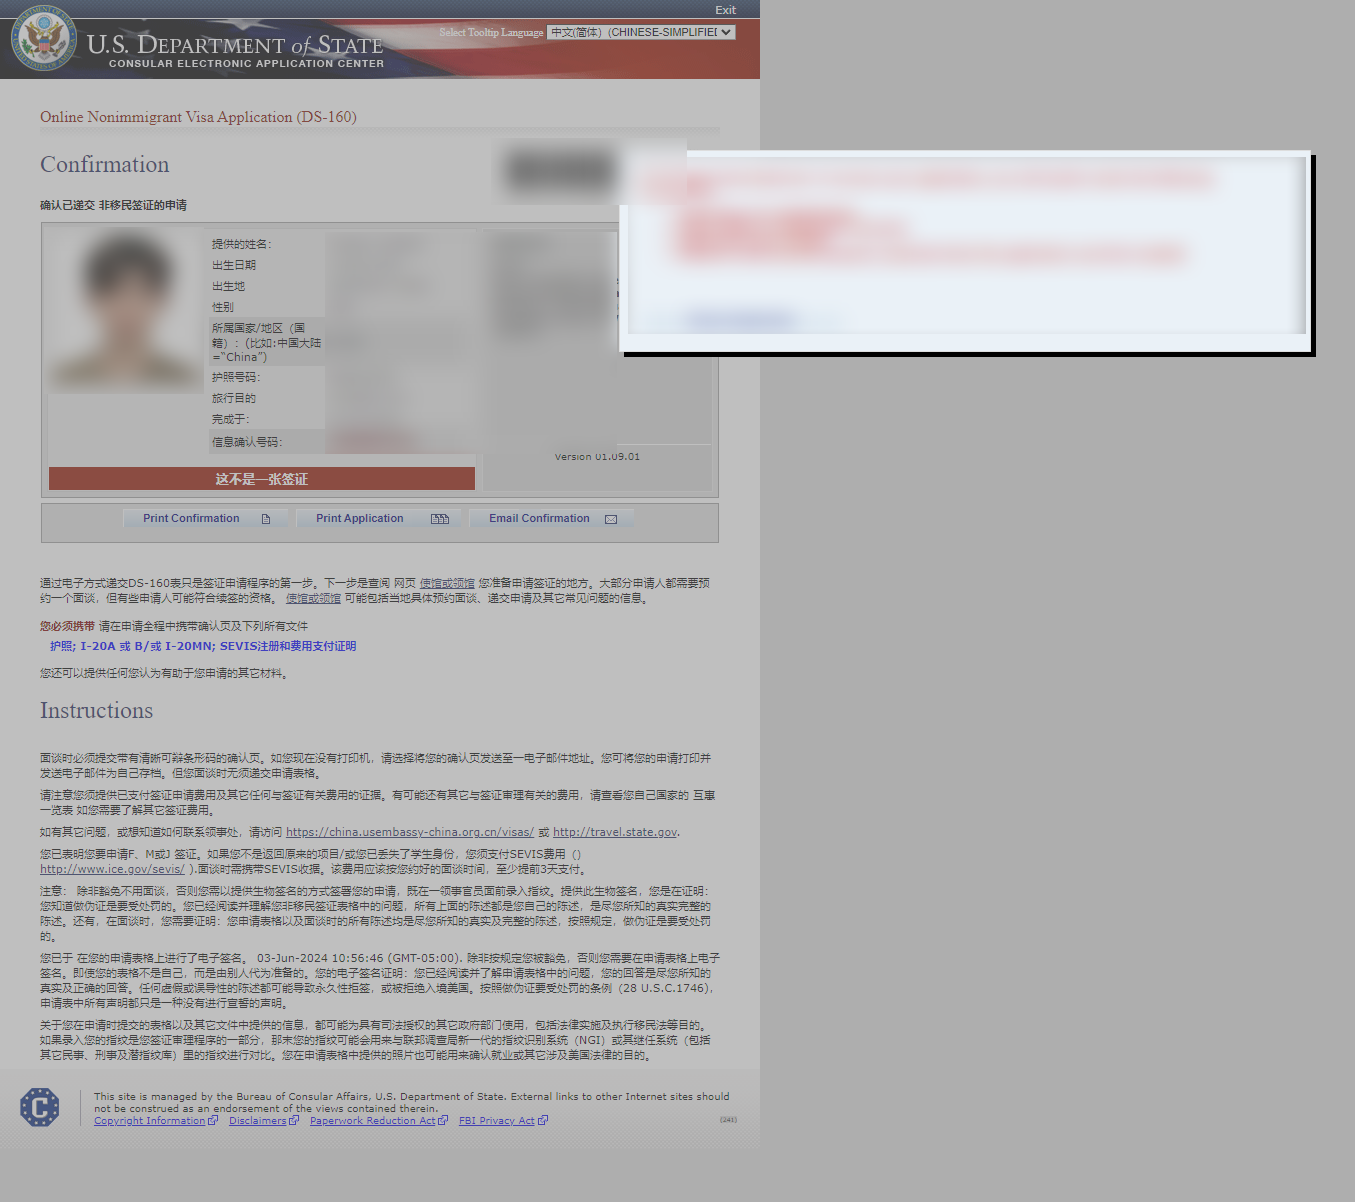 Exit
Select Tooltip Language 中文(简体) (CHINESE-SIMPLIFIED
U.S. DEPARTMENT of STATE
CONSULAR ELECTRONIC APPLICATION CENTER
Online Nonimmigrant Visa Application (DS-160)
Confirmation
确认已递交 非移民签证的申请
提供的姓名:
出生日期
出生地
性别
所属国家/地区（国
籍）:（比如:中国大陆
="China"）
护照号码:
旅行目的
完成于:
信息确认号码:
Version 01.09.01
这不是一张签证
Print Confirmation
Print Application
Email Confirmation
通过电子方式递交DS-160表只是签证申请程序的第一步。下一步是查阅 网页 使馆或领馆 您准备申请签证的地方。大部分申请人都需要预
约一个面谈，但有些申请人可能符合续签的资格。 使馆或领馆 可能包括当地具体预约面谈、递交申请及其它常见问题的信息。
您必须携带 请在申请全程中携带确认页及下列所有文件
护照; I-20A 或 B/或 I-20MN; SEVIS注册和费用支付证明
您还可以提供任何您认为有助于您申请的其它材料。
Instructions
面谈时必须提交带有清晰可辩条形码的确认页。如您现在没有打印机，请选择将您的确认页发送至一电子邮件地址。您可将您的申请打印并
发送电子邮件为自己存档。但您面谈时无须递交申请表格。
请注意您须提供已支付签证申请费用及其它任何与签证有关费用的证据。有可能还有其它与签证审理有关的费用，请查看您自己国家的 互惠
一览表 如您需要了解其它签证费用。
如有其它问题，或想知道如何联系领事处，请访问 https://china.usembassy-china.org.cn/visas/ 或 http://travel.state.gov.
您已表明您要申请F、M或J 签证。如果您不是返回原来的项目/或您已丢失了学生身份，您须支付SEVIS费用（)
http://www.ice.gov/sevis/ ).面谈时需携带SEVIS收据。该费用应该按您约好的面谈时间，至少提前3天支付。
注意： 除非豁免不用面谈，否则您需以提供生物签名的方式签署您的申请，既在一领事官员面前录入指纹。提供此生物签名，您是在证明：
您知道做伪证是要受处罚的。您已经阅读并理解您非移民签证表格中的问题，所有上面的陈述都是您自己的陈述，是尽您所知的真实完整的
陈述。还有，在面谈时，您需要证明：您申请表格以及面谈时的所有陈述均是尽您所知的真实及完整的陈述，按照规定，做伪证是要受处罚
的。
您已于 在您的申请表格上进行了电子签名。 03-Jun-2024 10:56:46 (GMT-05:00). 除非按规定您被豁免，否则您需要在申请表格上电子
签名。即使您的表格不是自己，而是由别人代为准备的。您的电子签名证明：您已经阅读并了解申请表格中的问题，您的回答是尽您所知的
真实及正确的回答。任何虚假或误导性的陈述都可能导致永久性拒签，或被拒绝入境美国。按照做伪证要受处罚的条例（28 U.S.C.1746)，
申请表中所有声明都只是一种没有进行宣誓的声明。
关于您在申请时提交的表格以及其它文件中提供的信息，都可能为具有司法授权的其它政府部门使用，包括法律实施及执行移民法等目的。
如果录入您的指纹是您签证审理程序的一部分，那末您的指纹可能会用来与联邦调查局新一代的指纹识别系统（NGI）或其继任系统（包括
其它民事、刑事及潜指纹库）里的指纹进行对比。您在申请表格中提供的照片也可能用来确认就业或其它涉及美国法律的目的。
This site is managed by the Bureau of Consular Affairs, U.S. Department of State. External links to other Internet sites should
not be construed as an endorsement of the views contained therein.
Copyright Information Disclaimers Paperwork Reduction Act FBI Privacy Act
(241)